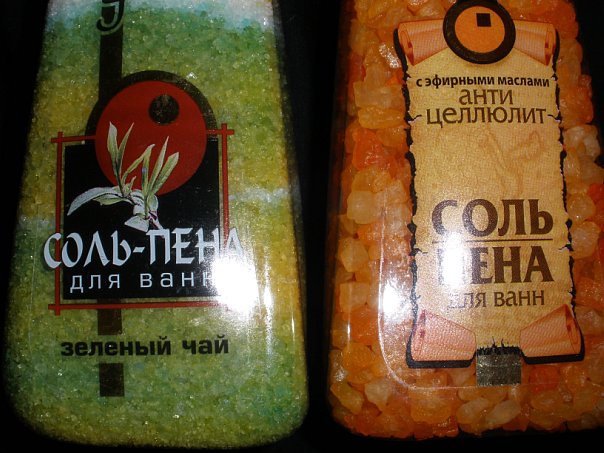 СОЛЬ-ПЕНА
для ванн
зеленый чай
с эфирными маслами
анти
целлюлит
СОЛЬ
ПЕНА
для ванн